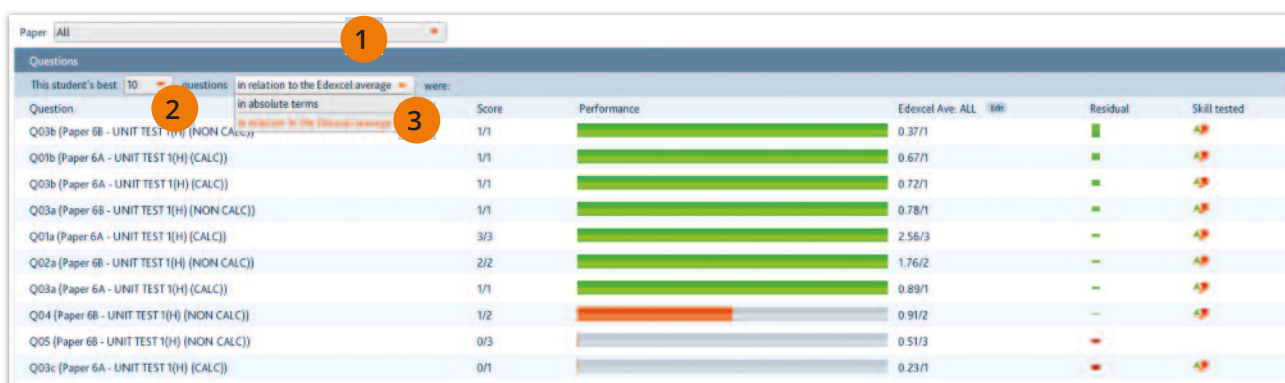 Paper All
1
Questions
This student's best 10 questions in relation to the Edexcel average were:
2
in absolute terms
in relation to the Edexcel average
3
Question Score Performance Edexcel Ave: ALL Edit Residual Skill tested
Q03b (Paper 6B - UNIT TEST 1(H) (NON CALC)) 1/1 0.37/1
Q01b (Paper 6A - UNIT TEST 1(H) (CALC)) 1/1 0.67/1
Q03b (Paper 6A - UNIT TEST 1(H) (CALC)) 1/1 0.72/1
Q03a (Paper 6B - UNIT TEST 1(H) (NON CALC)) 1/1 0.78/1
Q01a (Paper 6A - UNIT TEST 1(H) (CALC)) 3/3 2.56/3
Q02a (Paper 6B - UNIT TEST 1(H) (NON CALC)) 2/2 1.76/2
Q03a (Paper 6A - UNIT TEST 1(H) (CALC)) 1/1 0.89/1
Q04 (Paper 6B - UNIT TEST 1(H) (NON CALC)) 1/2 0.91/2
Q05 (Paper 6B - UNIT TEST 1(H) (NON CALC)) 0/3 0.51/3
Q03c (Paper 6A - UNIT TEST 1(H) (CALC)) 0/1 0.23/1